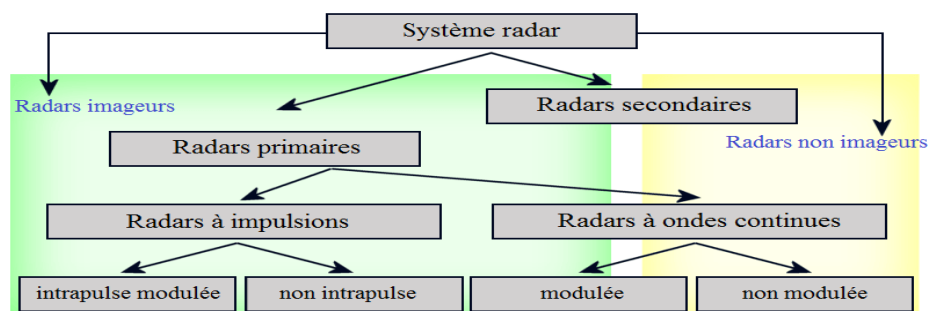 Système radar
Radars imageurs
Radars secondaires
Radars primaires
Radars non imageurs
Radars à impulsions
Radars à ondes continues
intrapulse modulée
non intrapulse
modulée
non modulée